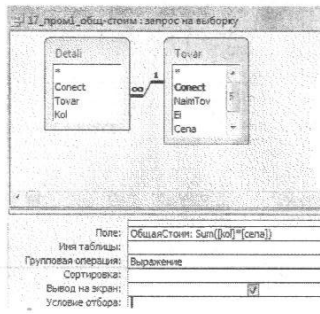 17_пром1_общ-стоим : запрос на выборку
Detali
*
Conect
Tovar
Kol
∞
1
Tovar
*
Conect
NaimTov
Ei
Cena
Поле: ОбщаяСтоим: Sum([kol]*[cena])
Имя таблицы:
Групповая операция: Выражение
Сортировка:
Вывод на экран:
Условие отбора: